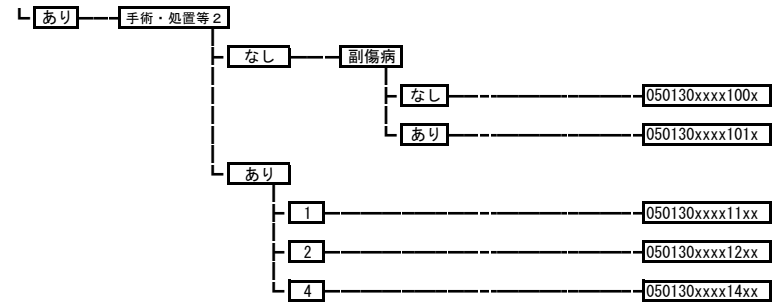 あり 手術・処置等２
なし 副傷病
なし 050130xxxx100x
あり 050130xxxx101x
あり
1 050130xxxx11xx
2 050130xxxx12xx
4 050130xxxx14xx